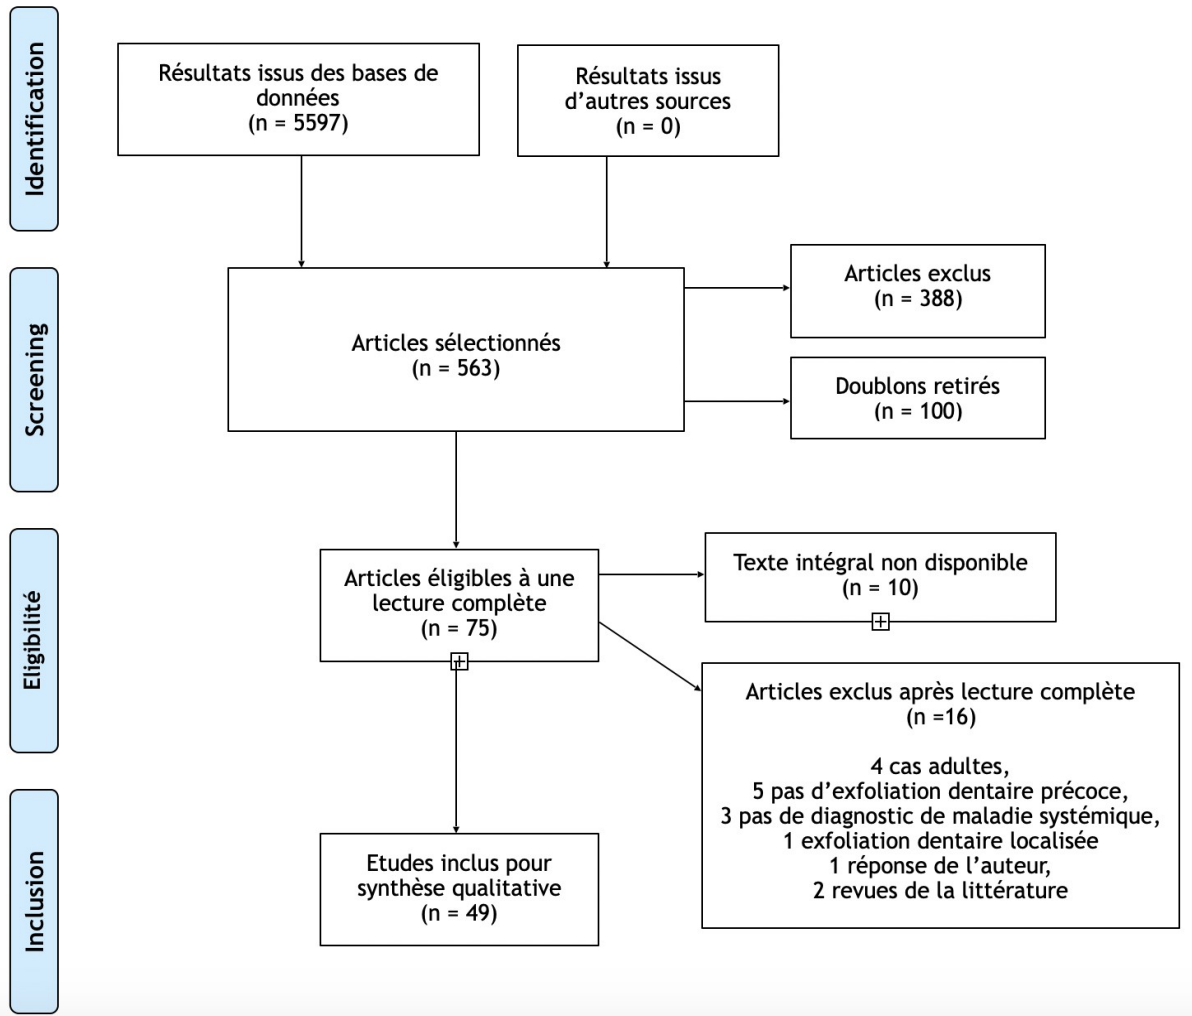 Identification
Résultats issus des bases de
données
(n = 5597)
Résultats issus
d’autres sources
(n = 0)
Screening
Articles sélectionnés
(n = 563)
Articles exclus
(n = 388)
Doublons retirés
(n = 100)
Eligibilité
Articles éligibles à une
lecture complète
(n = 75)
Texte intégral non disponible
(n = 10)
Articles exclus après lecture complète
(n =16)
4 cas adultes,
5 pas d’exfoliation dentaire précoce,
3 pas de diagnostic de maladie systémique,
1 exfoliation dentaire localisée
1 réponse de l’auteur,
2 revues de la littérature
Inclusion
Etudes inclus pour
synthèse qualitative
(n = 49)